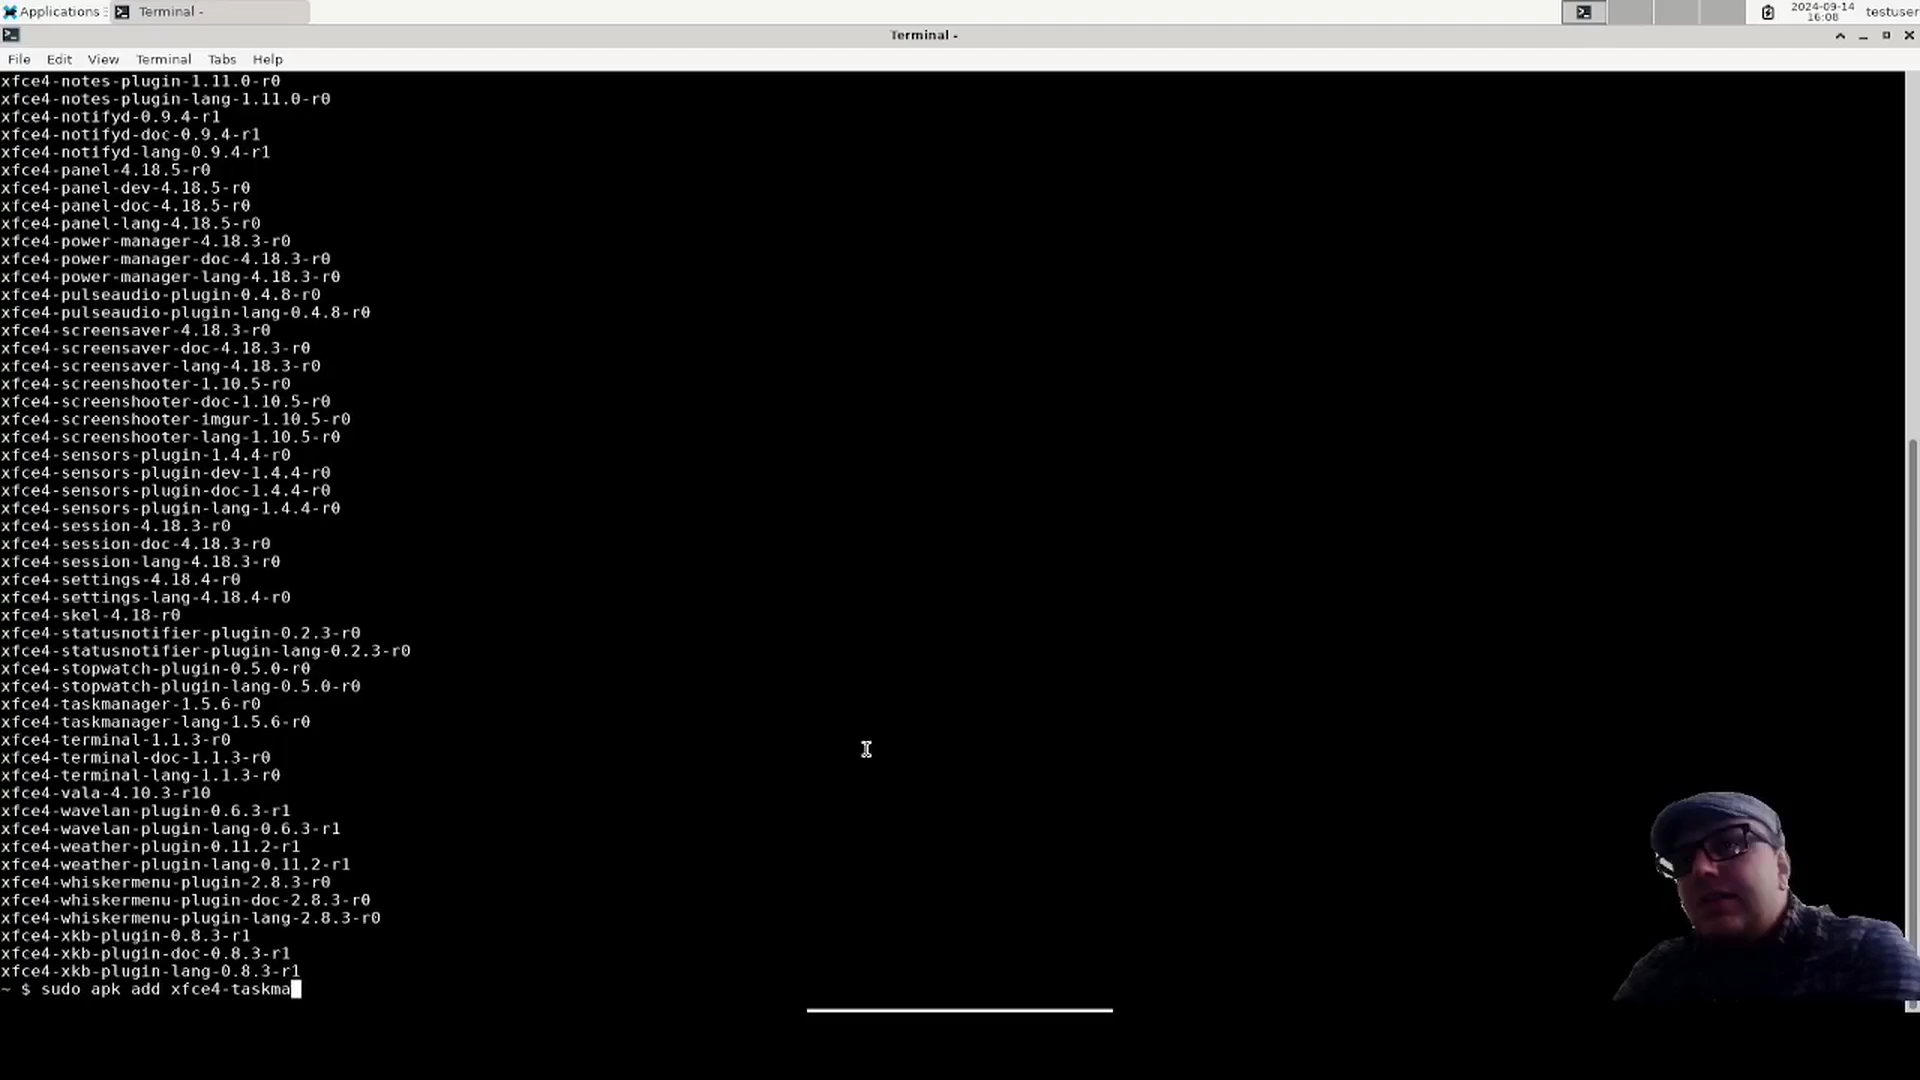 Applications
Terminal -
2024-09-14
16:08
testuser
Terminal -
File Edit View Terminal Tabs Help
xfce4-notes-plugin-1.11.0-r0
xfce4-notes-plugin-lang-1.11.0-r0
xfce4-notifyd-0.9.4-r1
xfce4-notifyd-doc-0.9.4-r1
xfce4-notifyd-lang-0.9.4-r1
xfce4-panel-4.18.5-r0
xfce4-panel-dev-4.18.5-r0
xfce4-panel-doc-4.18.5-r0
xfce4-panel-lang-4.18.5-r0
xfce4-power-manager-4.18.3-r0
xfce4-power-manager-doc-4.18.3-r0
xfce4-power-manager-lang-4.18.3-r0
xfce4-pulseaudio-plugin-0.4.8-r0
xfce4-pulseaudio-plugin-lang-0.4.8-r0
xfce4-screensaver-4.18.3-r0
xfce4-screensaver-doc-4.18.3-r0
xfce4-screensaver-lang-4.18.3-r0
xfce4-screenshooter-1.10.5-r0
xfce4-screenshooter-doc-1.10.5-r0
xfce4-screenshooter-imgur-1.10.5-r0
xfce4-screenshooter-lang-1.10.5-r0
xfce4-sensors-plugin-1.4.4-r0
xfce4-sensors-plugin-dev-1.4.4-r0
xfce4-sensors-plugin-doc-1.4.4-r0
xfce4-sensors-plugin-lang-1.4.4-r0
xfce4-session-4.18.3-r0
xfce4-session-doc-4.18.3-r0
xfce4-session-lang-4.18.3-r0
xfce4-settings-4.18.4-r0
xfce4-settings-lang-4.18.4-r0
xfce4-skel-4.18-r0
xfce4-statusnotifier-plugin-0.2.3-r0
xfce4-statusnotifier-plugin-lang-0.2.3-r0
xfce4-stopwatch-plugin-0.5.0-r0
xfce4-stopwatch-plugin-lang-0.5.0-r0
xfce4-taskmanager-1.5.6-r0
xfce4-taskmanager-lang-1.5.6-r0
xfce4-terminal-1.1.3-r0
xfce4-terminal-doc-1.1.3-r0
xfce4-terminal-lang-1.1.3-r0
xfce4-vala-4.10.3-r10
xfce4-wavelan-plugin-0.6.3-r1
xfce4-wavelan-plugin-lang-0.6.3-r1
xfce4-weather-plugin-0.11.2-r1
xfce4-weather-plugin-lang-0.11.2-r1
xfce4-whiskermenu-plugin-2.8.3-r0
xfce4-whiskermenu-plugin-doc-2.8.3-r0
xfce4-whiskermenu-plugin-lang-2.8.3-r0
xfce4-xkb-plugin-0.8.3-r1
xfce4-xkb-plugin-doc-0.8.3-r1
xfce4-xkb-plugin-lang-0.8.3-r1
~ $ sudo apk add xfce4-taskma